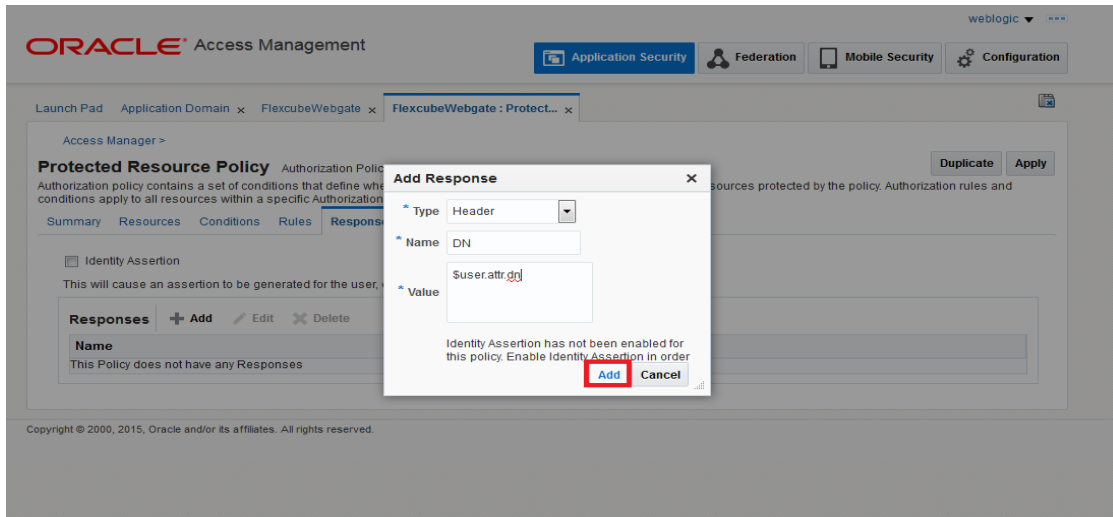 weblogic
ORACLE® Access Management
Application Security
Federation
Mobile Security
Configuration
Launch Pad
Application Domain x
FlexcubeWebgate x
FlexcubeWebgate : Protect... x
Access Manager >
Protected Resource Policy Authorization Polic
Duplicate
Apply
Authorization policy contains a set of conditions that define whe
sources protected by the policy. Authorization rules and
conditions apply to all resources within a specific Authorization
Summary
Resources
Conditions
Rules
Respons
Identity Assertion
This will cause an assertion to be generated for the user,
Responses
Add
Edit
Delete
Name
This Policy does not have any Responses
Add Response
* Type Header
* Name DN
* Value $user.attr.dn
Identity Assertion has not been enabled for
this policy. Enable Identity Assertion in order
Add
Cancel
Copyright © 2000, 2015, Oracle and/or its affiliates. All rights reserved.